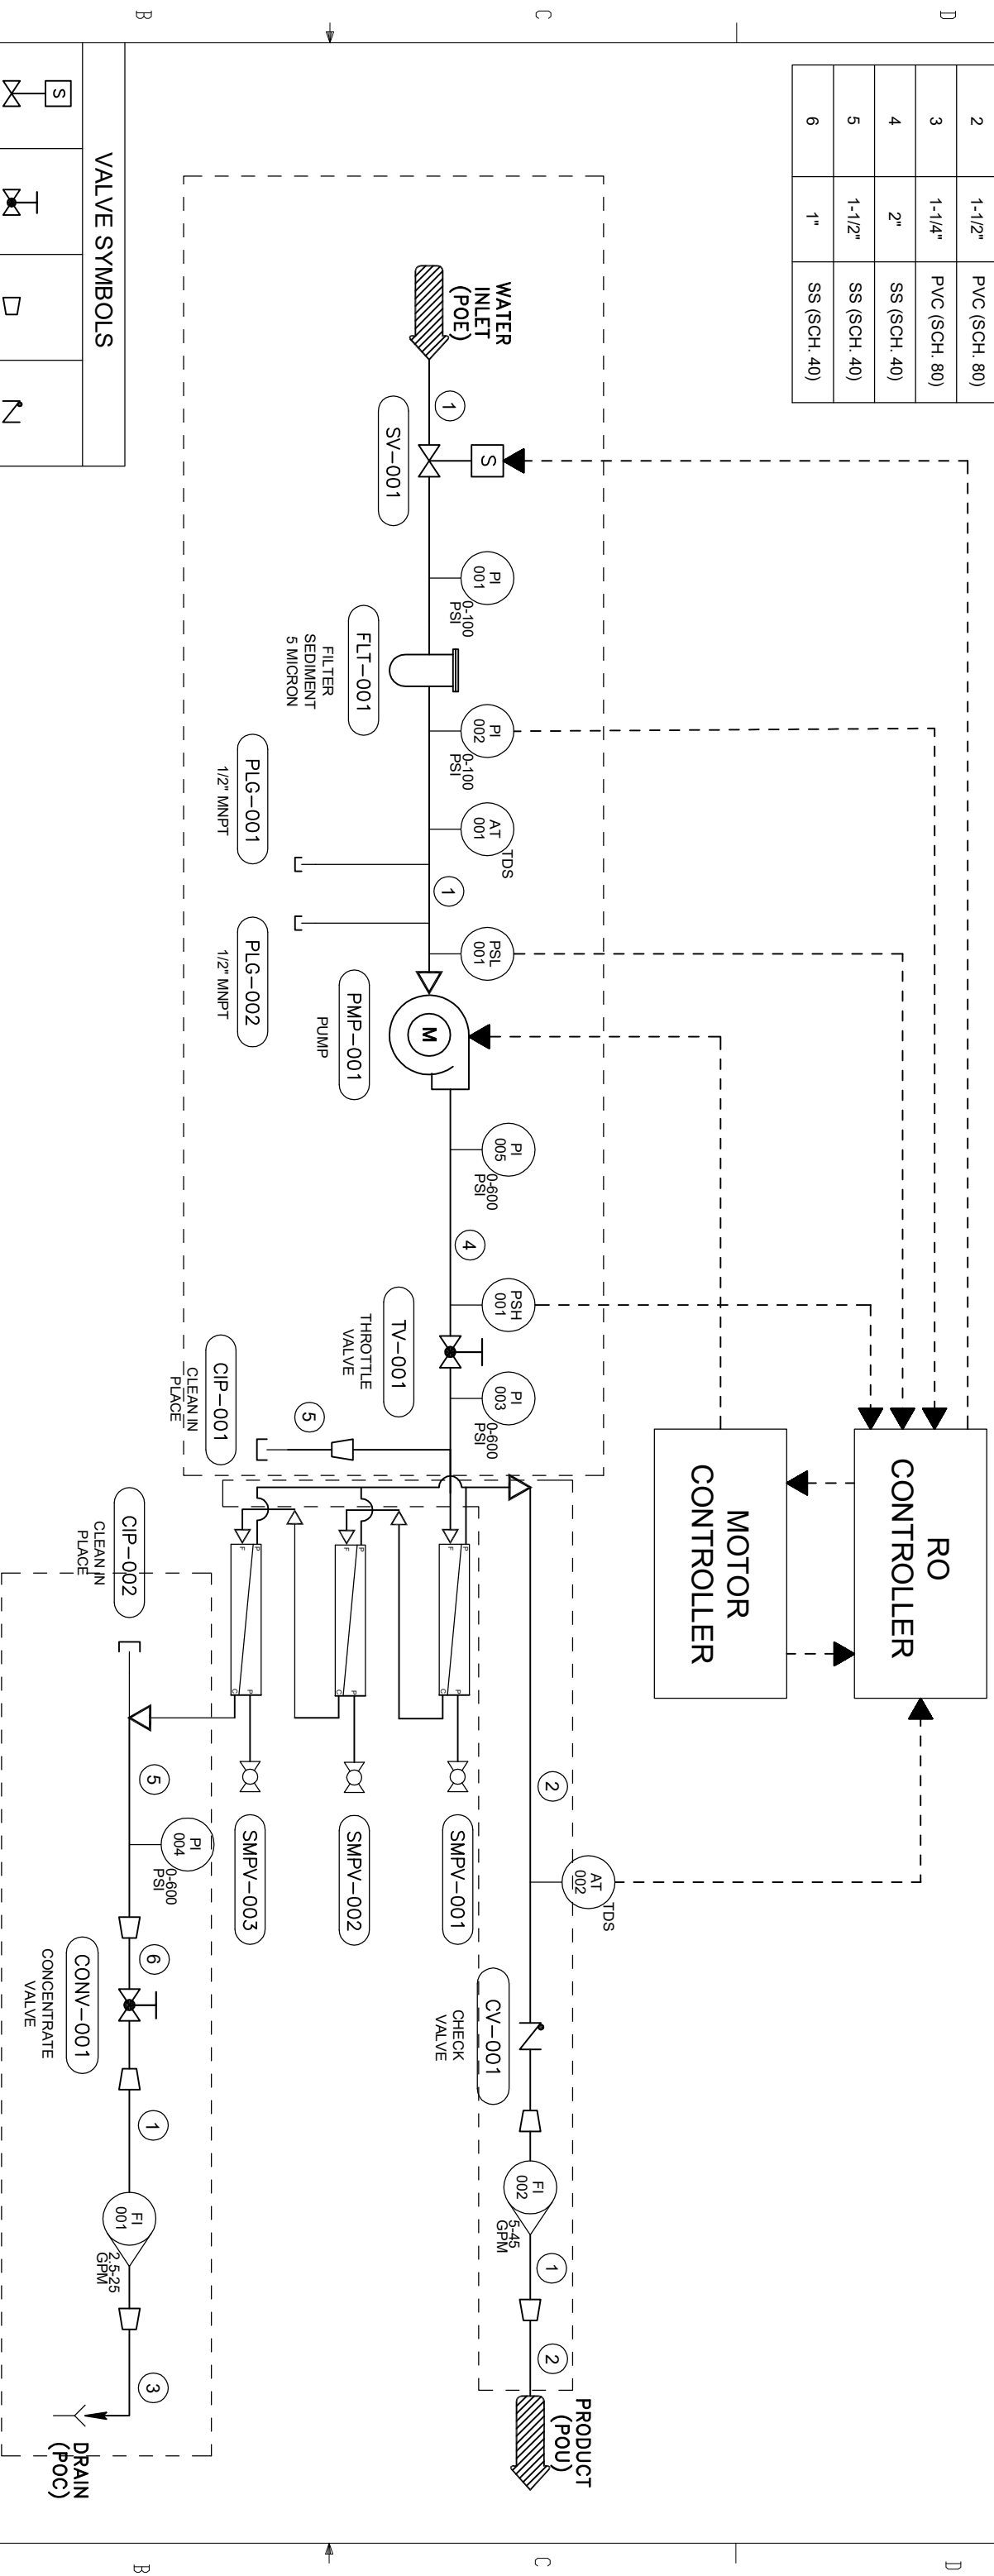 D
C
B
2 1-1/2" PVC (SCH. 80)
3 1-1/4" PVC (SCH. 80)
4 2" SS (SCH. 40)
5 1-1/2" SS (SCH. 40)
6 1" SS (SCH. 40)
RO
CONTROLLER
MOTOR
CONTROLLER
WATER
INLET
(POE)
1
S
SV-001
PI
001
0-100
PSI
FLT-001
FILTER
SEDIMENT
5 MICRON
PI
002
0-100
PSI
AT
001
TDS
PLG-001
1/2" MNPT
1
PLG-002
1/2" MNPT
PSL
001
M
PMP-001
PUMP
PI
005
0-600
PSI
4
PSH
001
TV-001
THROTTLE
VALVE
PI
003
0-600
PSI
5
CIP-001
CLEAN IN
PLACE
P
F
P
C
P
F
P
C
P
F
P
C
SMPV-001
SMPV-002
SMPV-003
2
AT
002
TDS
CV-001
CHECK
VALVE
FI
002
5-45
GPM
1
2
PRODUCT
(POU)
CIP-002
CLEAN IN
PLACE
5
PI
004
0-600
PSI
6
CONV-001
CONCENTRATE
VALVE
1
FI
001
2.5-25
GPM
3
DRAIN
(POC)
VALVE SYMBOLS
S
D
C
B